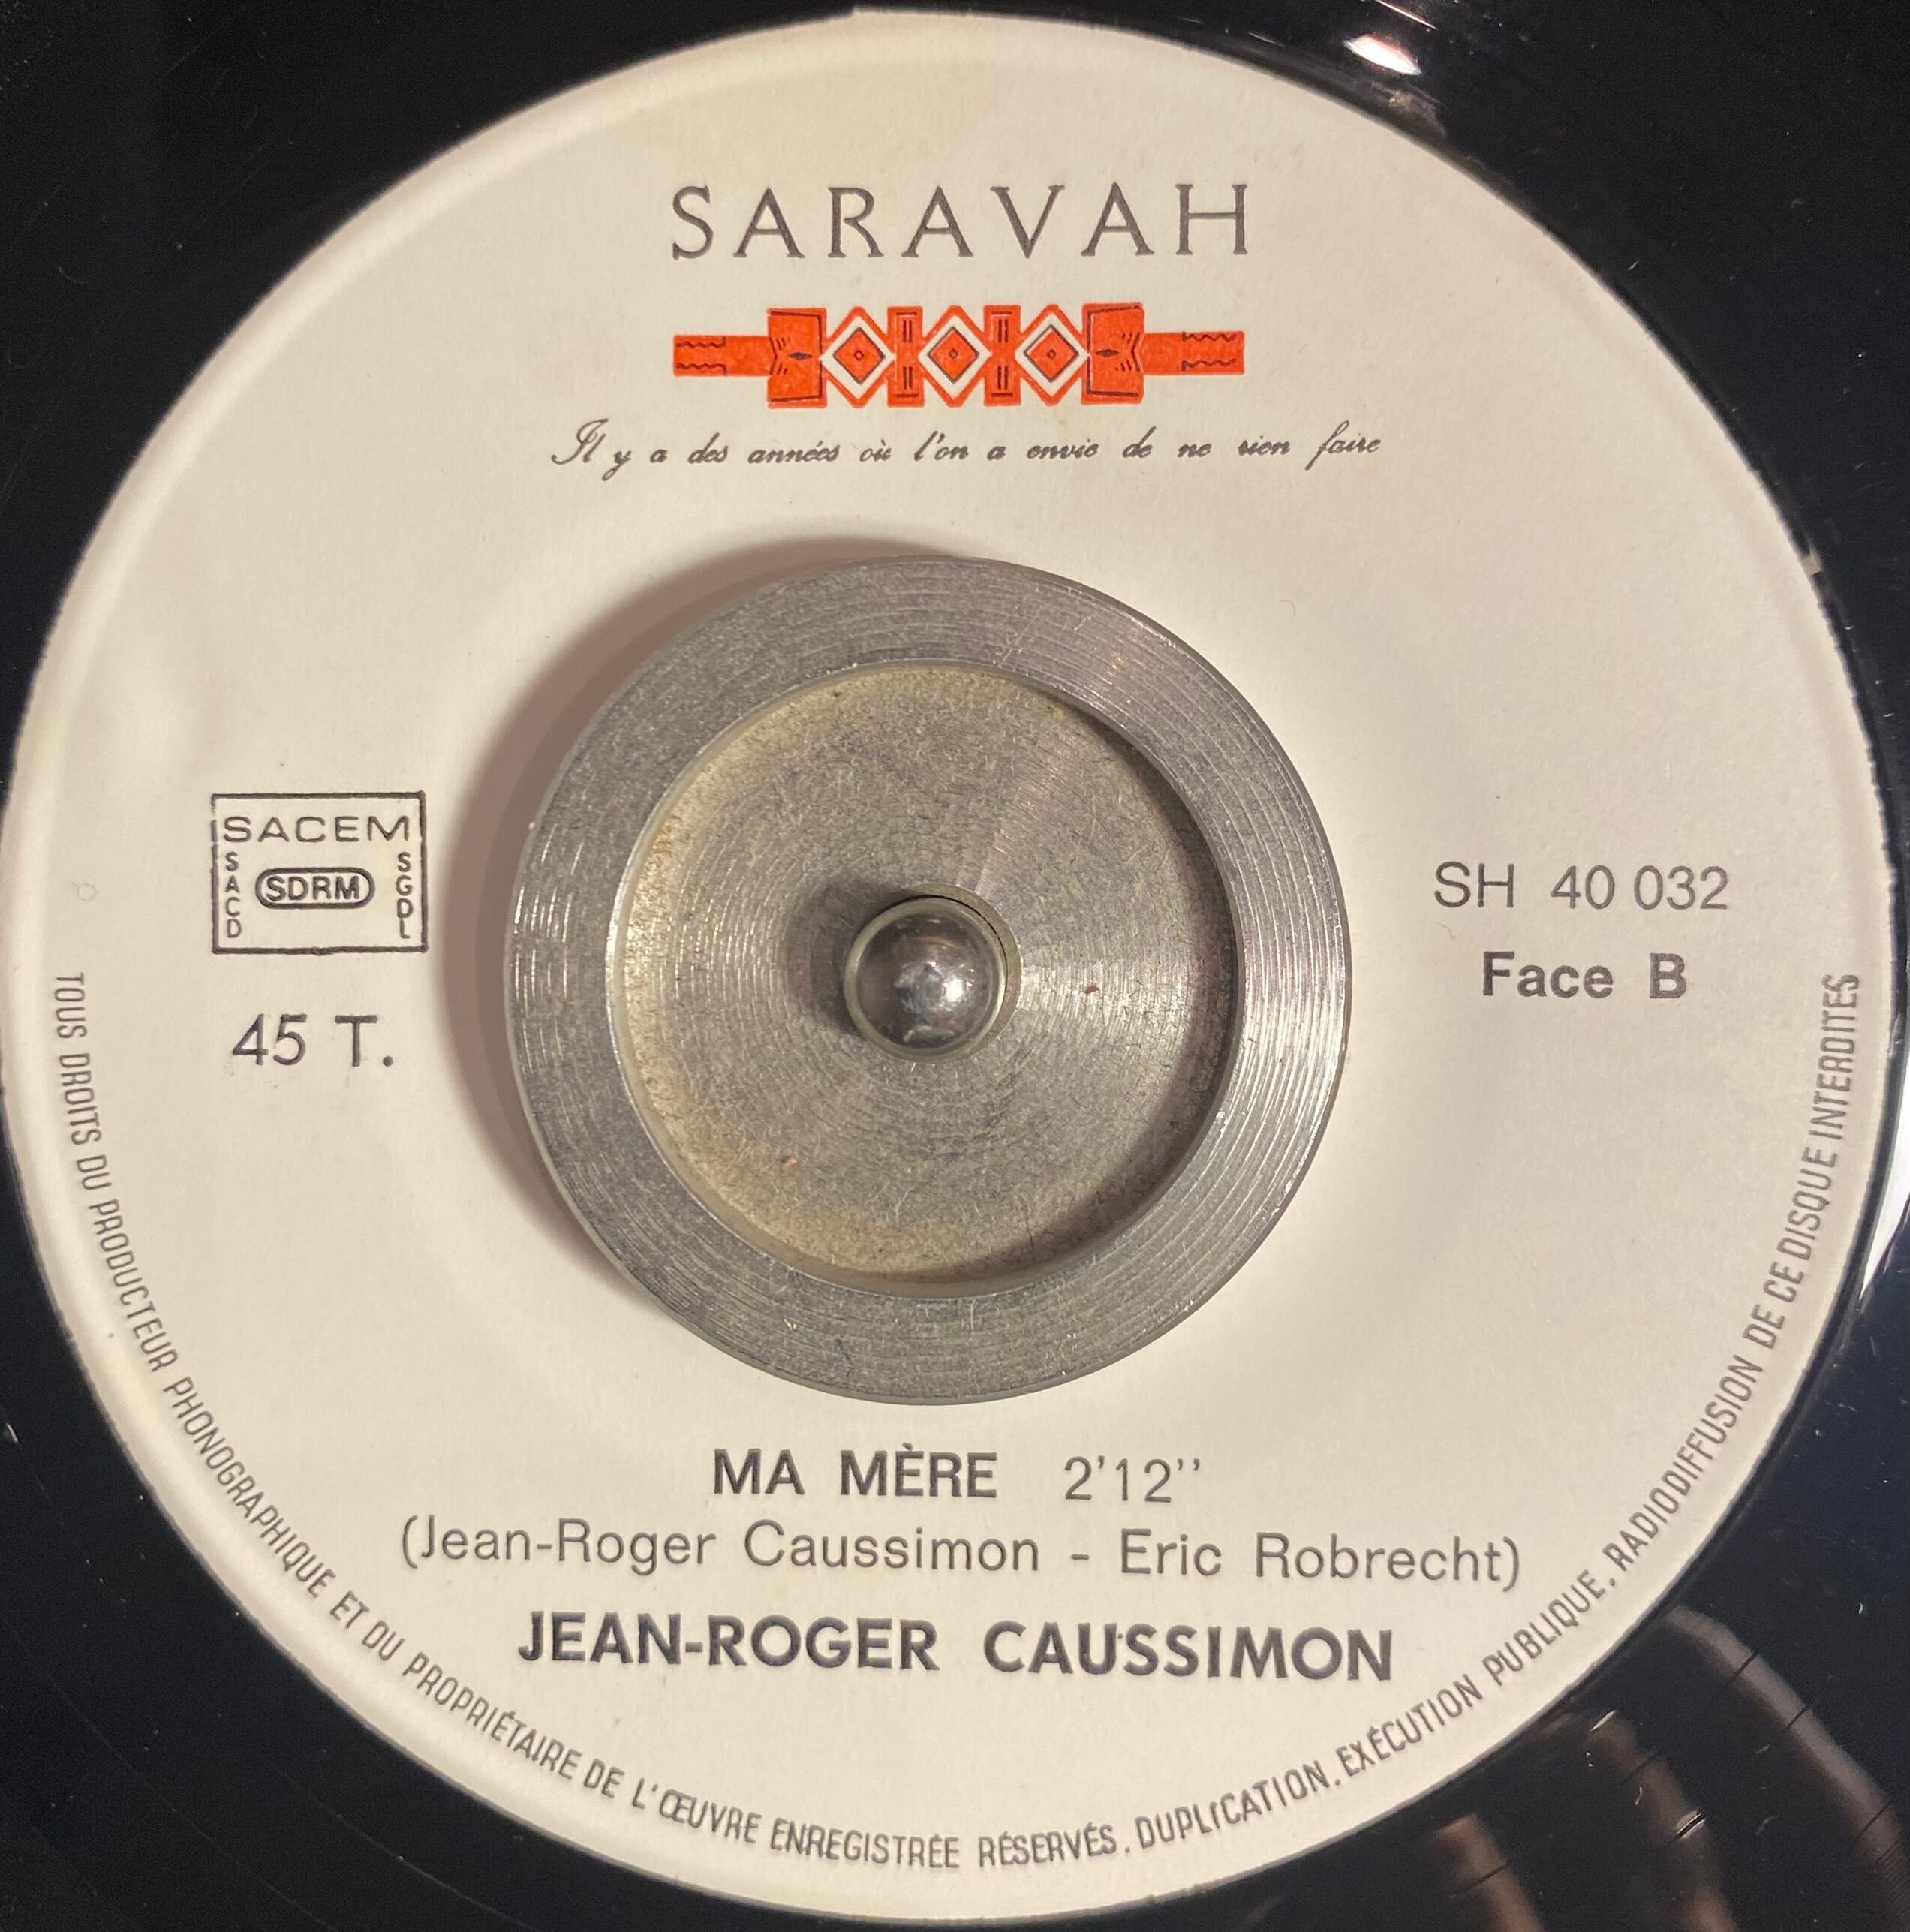 SARAVAH
Il y a des années où l'on a envie de ne rien faire
SACEM
SACD
SDRM
SGDL
45 T.
SH 40 032
Face B
MA MÈRE 2'12''
(Jean-Roger Caussimon - Eric Robrecht)
JEAN-ROGER CAUSSIMON
TOUS DROITS DU PRODUCTEUR PHONOGRAPHIQUE ET DU PROPRIÉTAIRE DE L'ŒUVRE ENREGISTRÉE RÉSERVÉS. DUPLICATION. EXÉCUTION PUBLIQUE. RADIODIFFUSION DE CE DISQUE INTERDITES